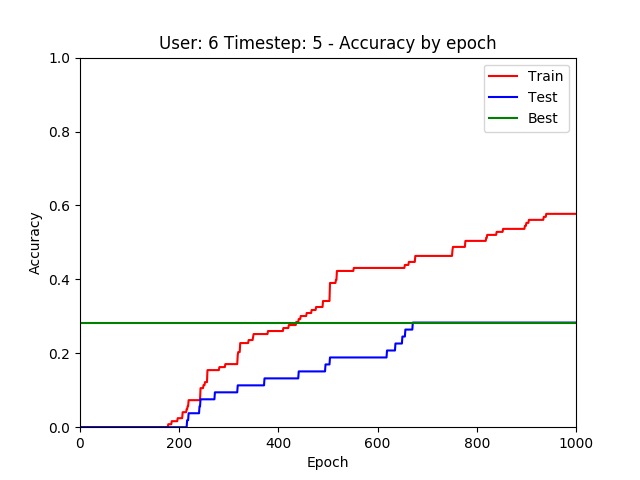 User: 6 Timestep: 5 - Accuracy by epoch
1.0
0.8
0.6
0.4
0.2
0.0
Accuracy
Train
Test
Best
0 200 400 600 800 1000
Epoch